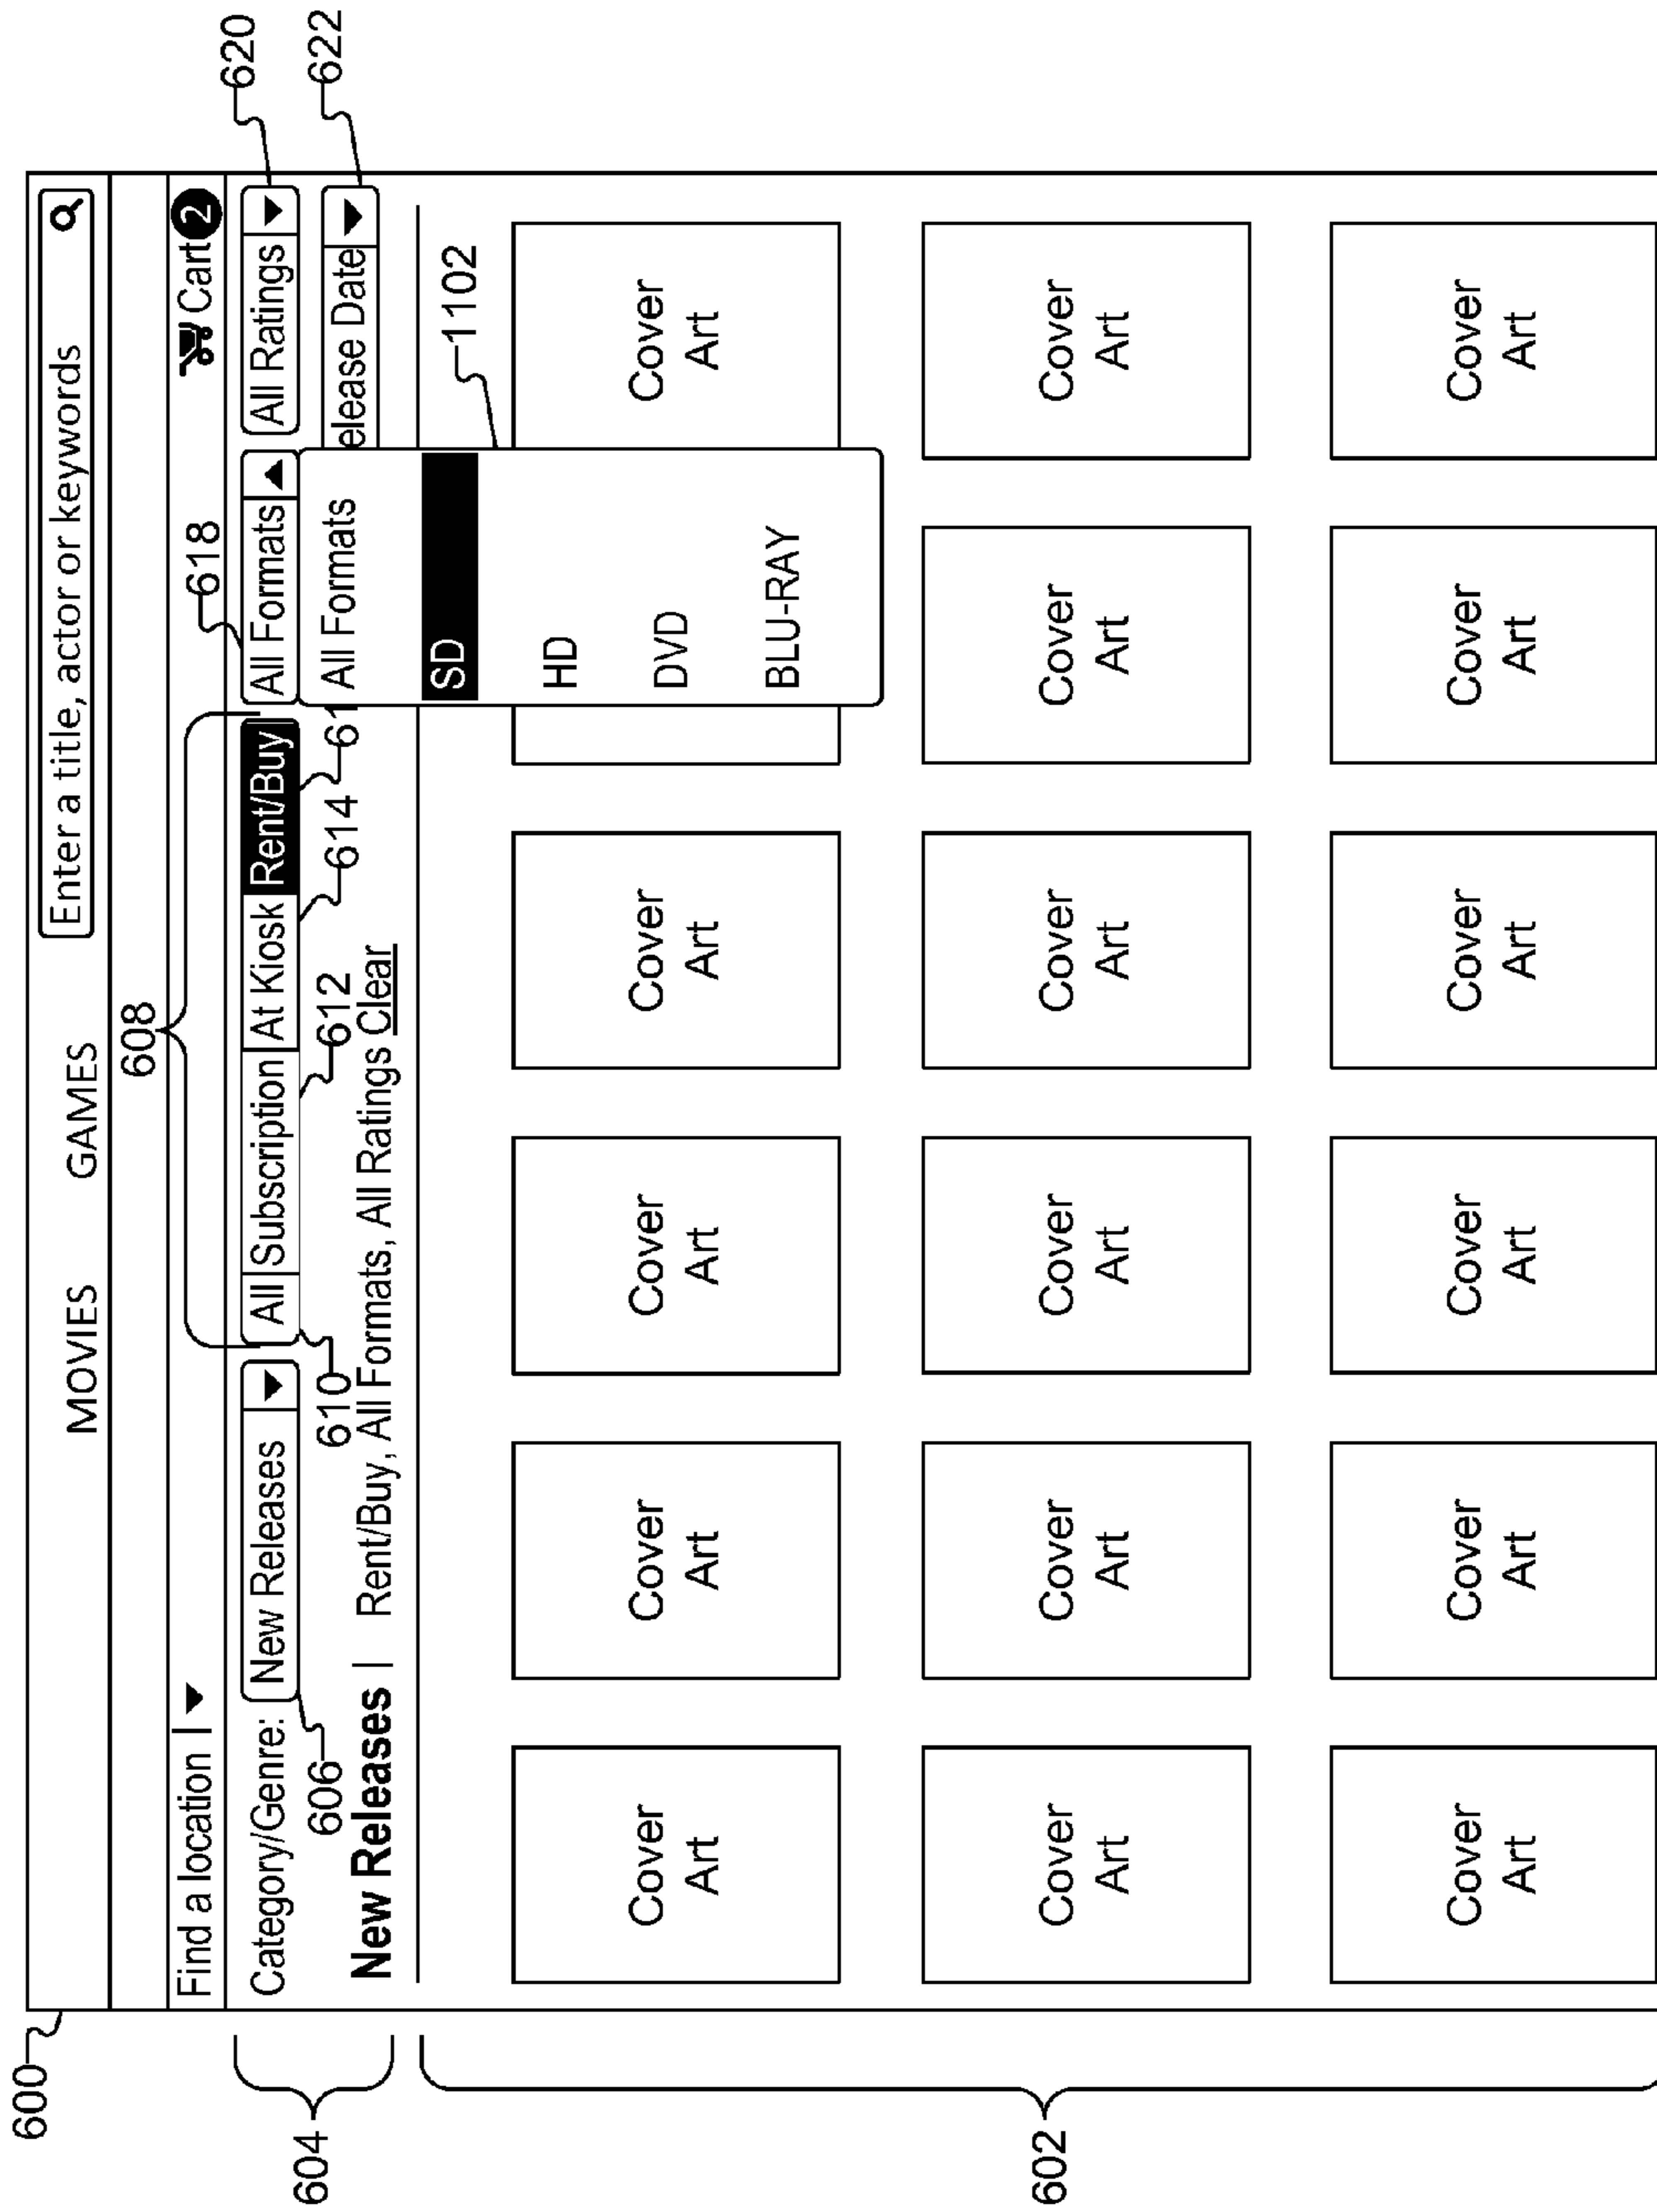 600
MOVIES GAMES Enter a title, actor or keywords
608
Find a location | 618 Cart 2
620
Category/Genre: New Releases All Subscription At Kiosk Rent/Buy All Formats All Ratings
606 610 612 614 61 622
New Releases | Rent/Buy, All Formats, All Ratings Clear All Formats elease Date
604
1102
SD
HD
DVD
BLU-RAY
Cover Art Cover Art Cover Art Cover Art Cover Art
602
Cover Art Cover Art Cover Art Cover Art Cover Art Cover Art
Cover Art Cover Art Cover Art Cover Art Cover Art Cover Art